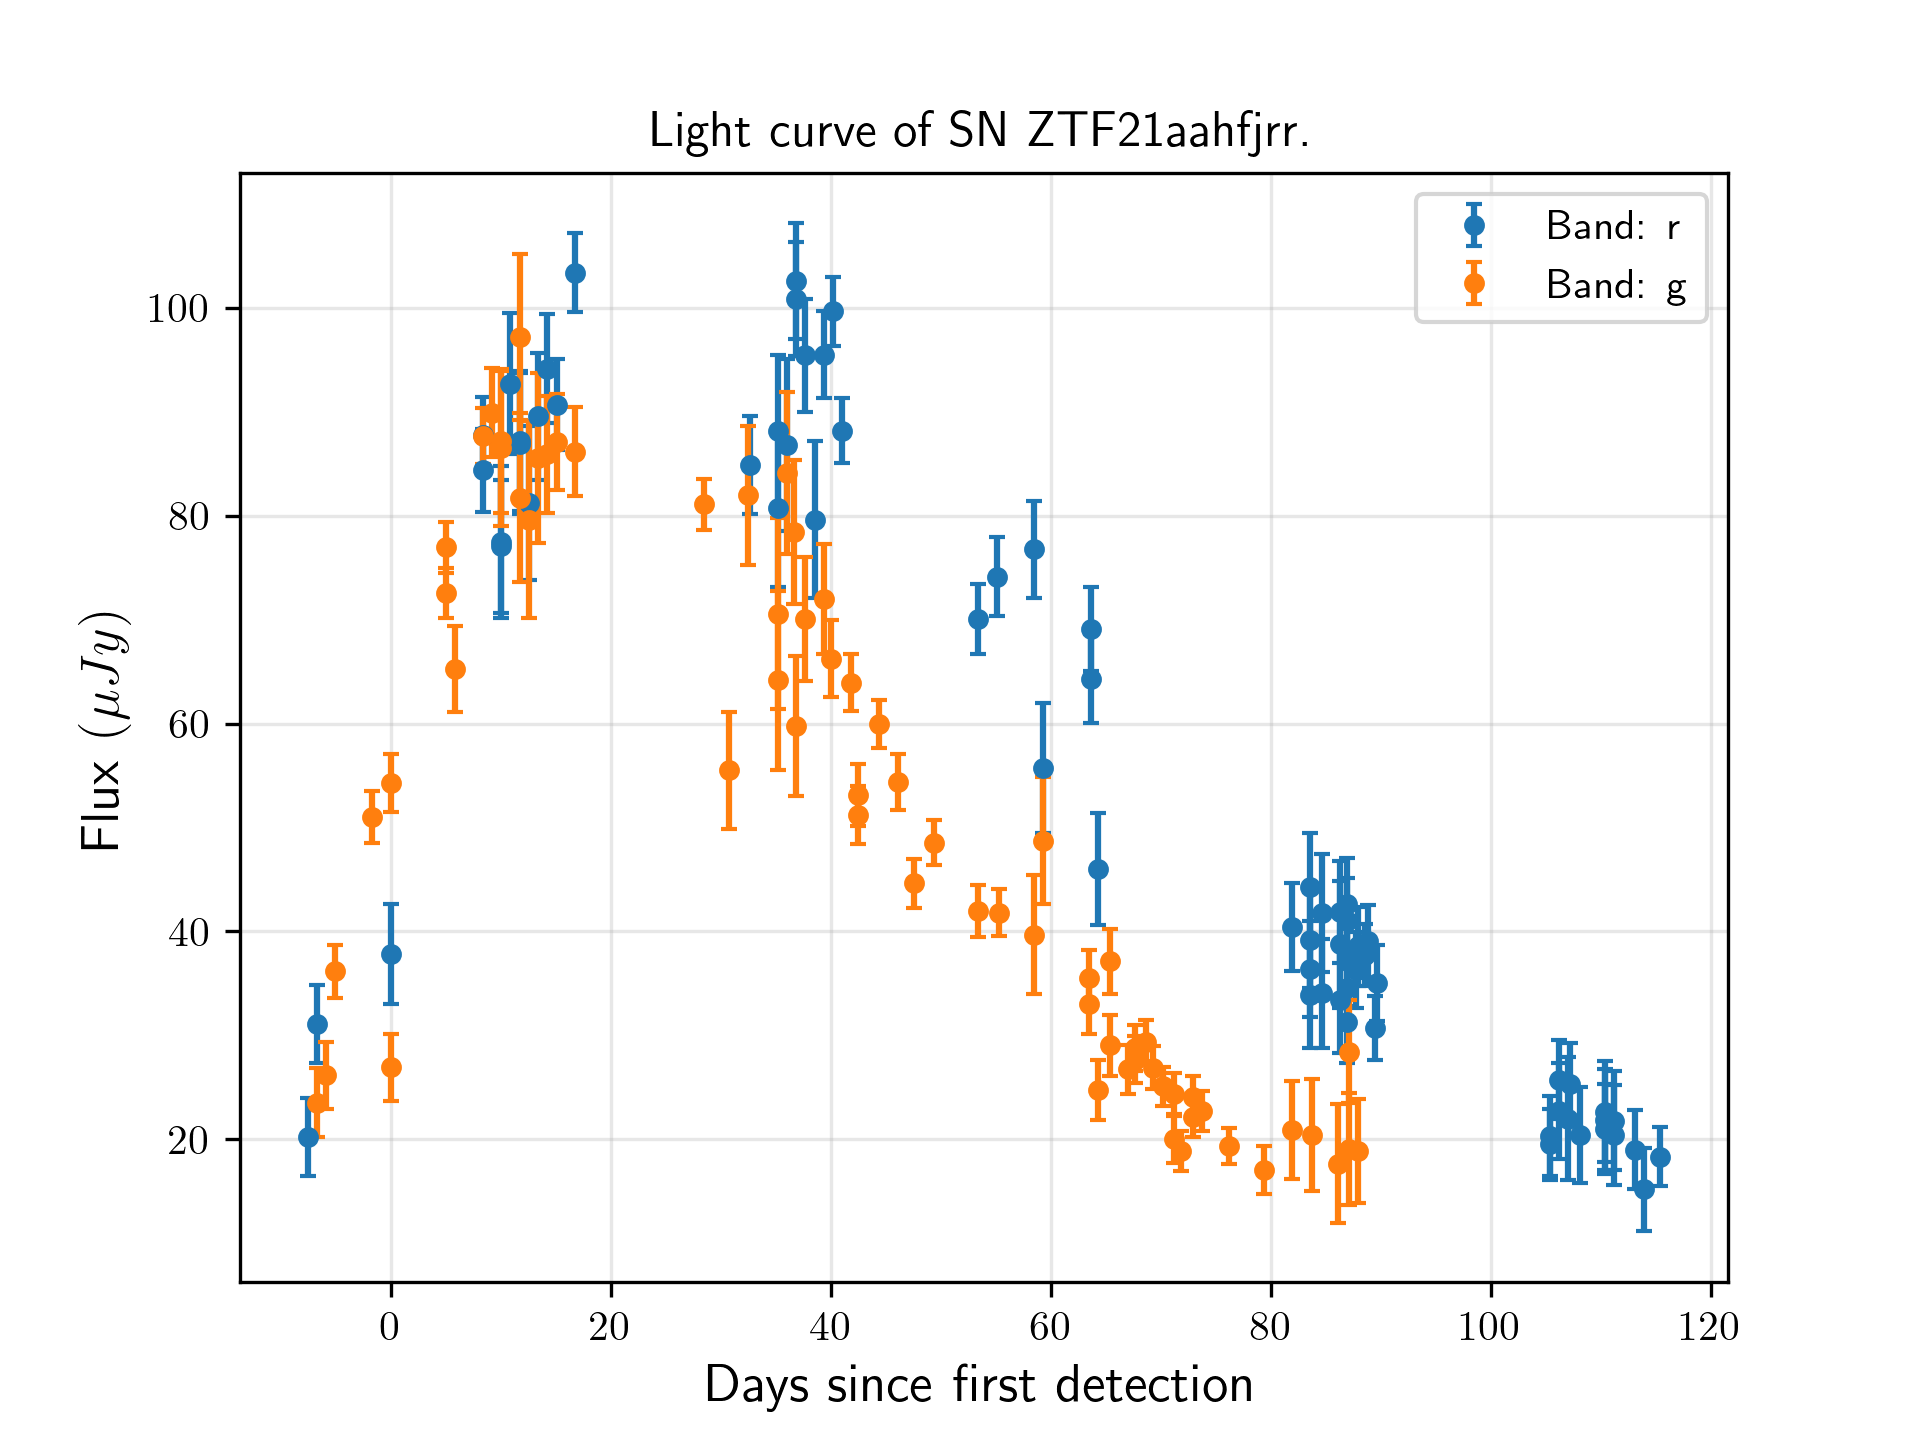 Light curve of SN ZTF21aahfjrr.
Band: r
Band: g
100
80
60
40
20
Flux (μJy)
0 20 40 60 80 100 120
Days since first detection